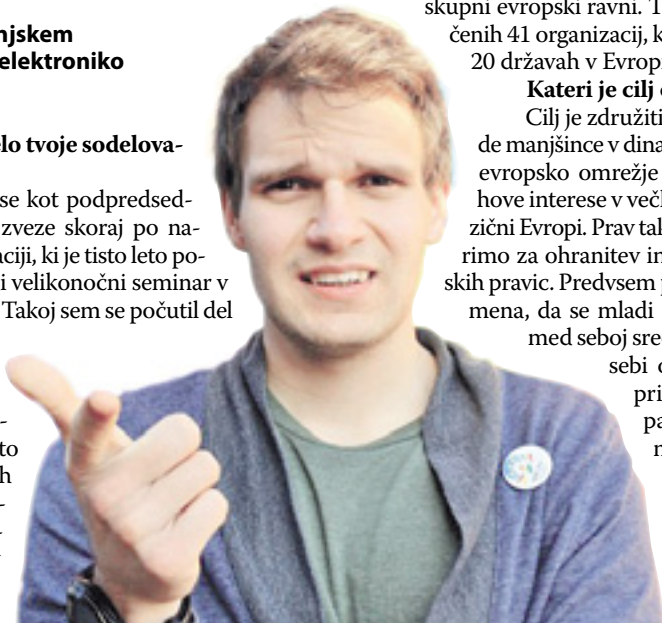 njskem
elektroniko
elo tvoje sodelova-
se kot podpredsed-
zveze skoraj po na-
aciji, ki je tisto leto po-
i velikonočni seminar v
Takoj sem se počutil del
-
to
h
-
-
skupni evropski ravni. T
čenih 41 organizacij, k
20 državah v Evropi
Kateri je cilj
Cilj je združiti
de manjšince v dina
evropsko omrežje
hove interese v več
zični Evropi. Prav tak
rimo za ohranitev in
skih pravic. Predvsem p
mena, da se mladi
med seboj sre
sebi
pri
pa